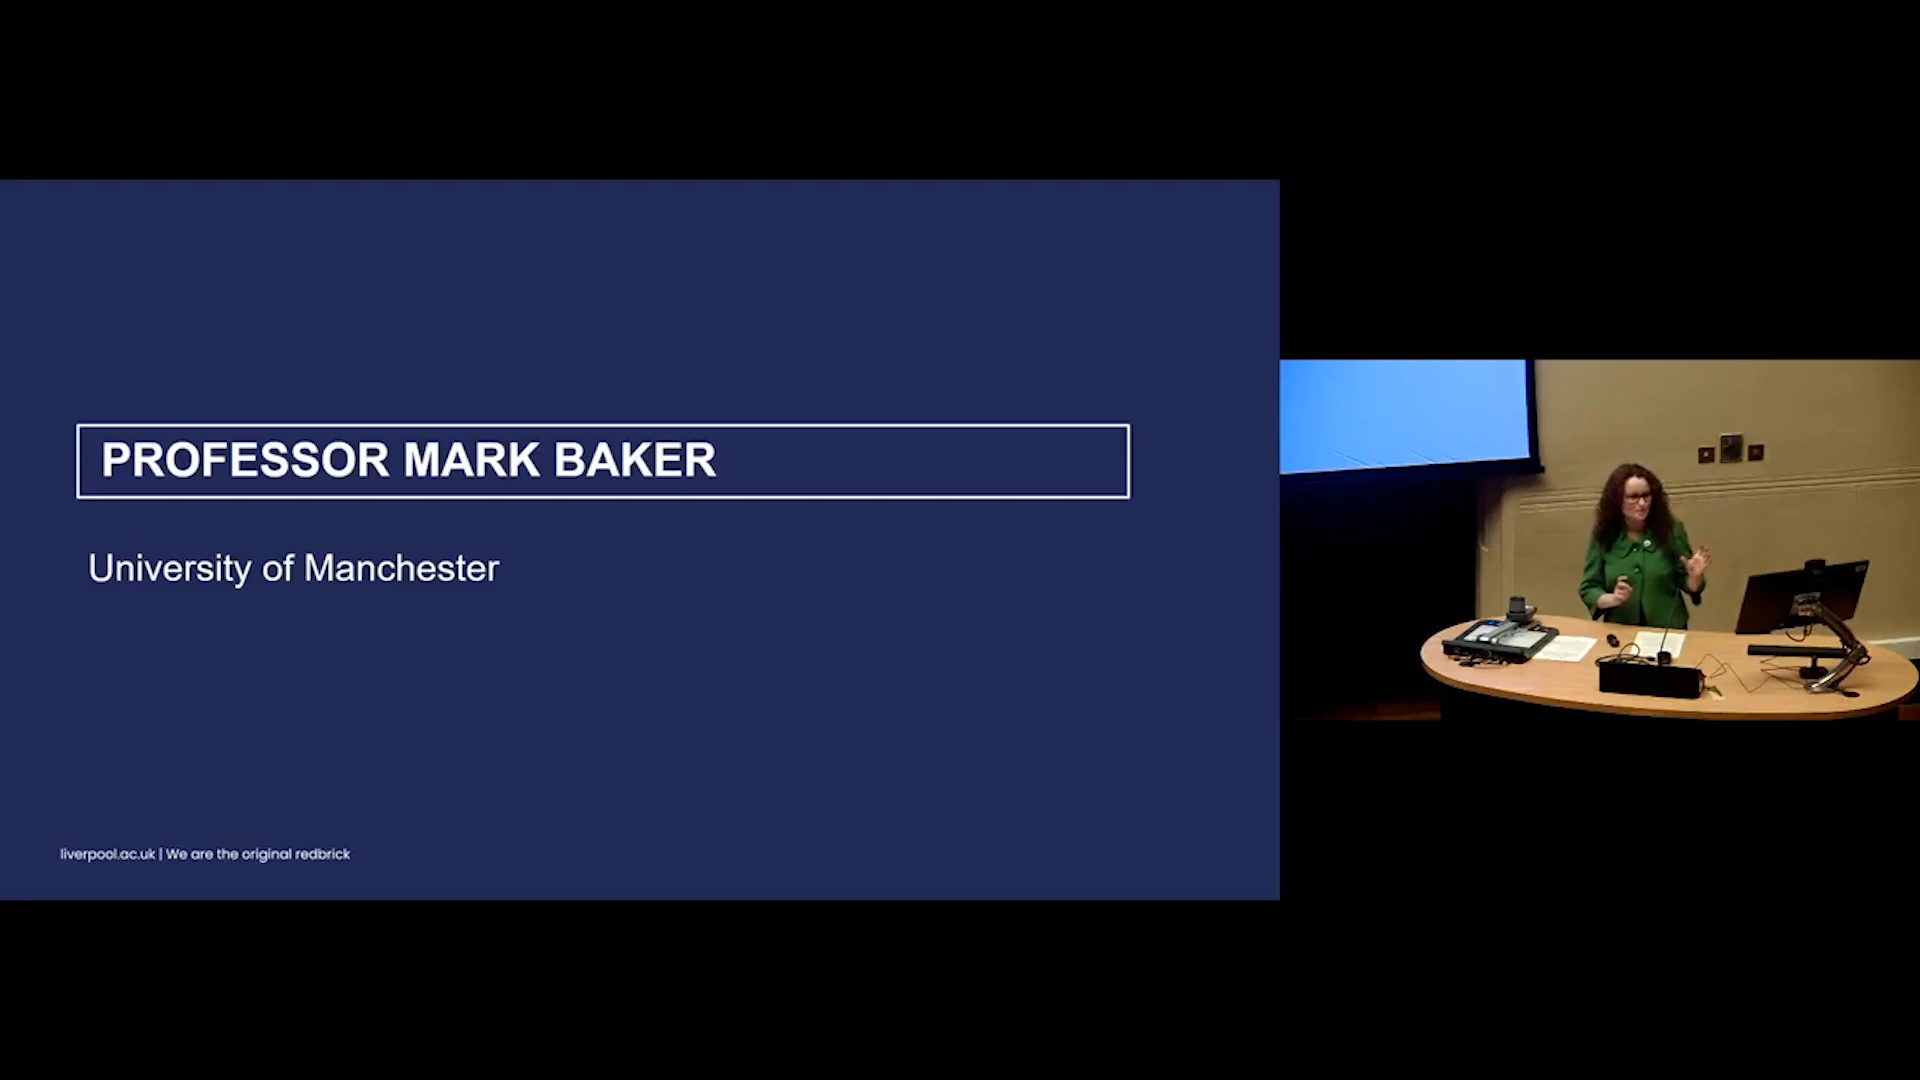 PROFESSOR MARK BAKER
University of Manchester
liverpool.ac.uk | We are the original redbrick